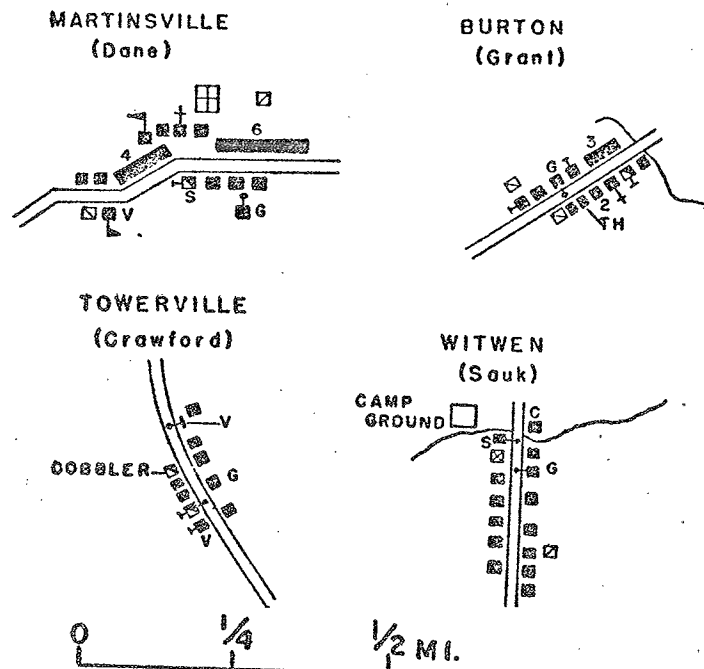 MARTINSVILLE
(Dane)
4
6
S
V
G
BURTON
(Grant)
3
G
2
TH
TOWERVILLE
(Crawford)
V
COBBLER
G
V
WITWEN
(Sauk)
CAMP
GROUND
C
S
G
0
1/4
1/2 MI.